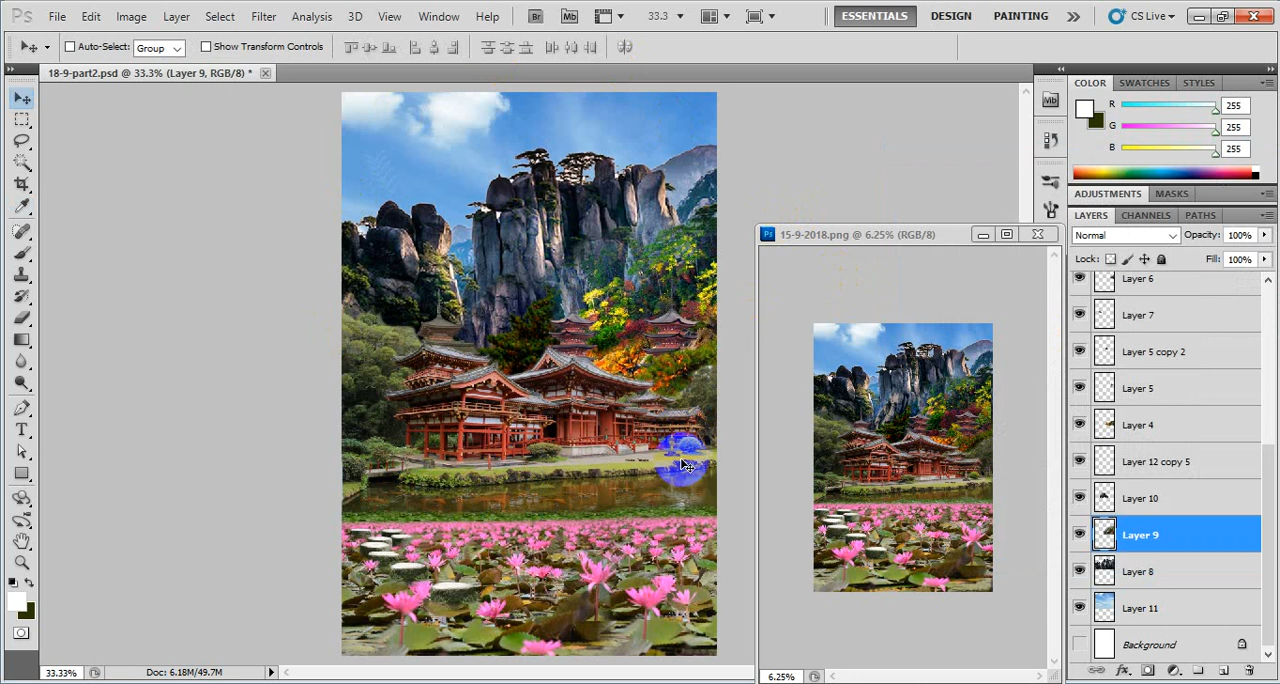 Ps File Edit Image Layer Select Filter Analysis 3D View Window Help Br Mb 33.3 ESSENTIALS DESIGN PAINTING CS Live
Auto-Select: Group Show Transform Controls
18-9-part2.psd @ 33.3% (Layer 9, RGB/8) *
COLOR SWATCHES STYLES
Mb
R 255
G 255
B 255
ADJUSTMENTS MASKS
LAYERS CHANNELS PATHS
Normal Opacity: 100%
Lock: Fill: 100%
Ps 15-9-2018.png @ 6.25% (RGB/8)
Layer 6
Layer 7
Layer 5 copy 2
Layer 5
Layer 4
Layer 12 copy 5
Layer 10
Layer 9
Layer 8
Layer 11
Background
T
fx
33.33% Doc: 6.18M/49.7M
6.25%